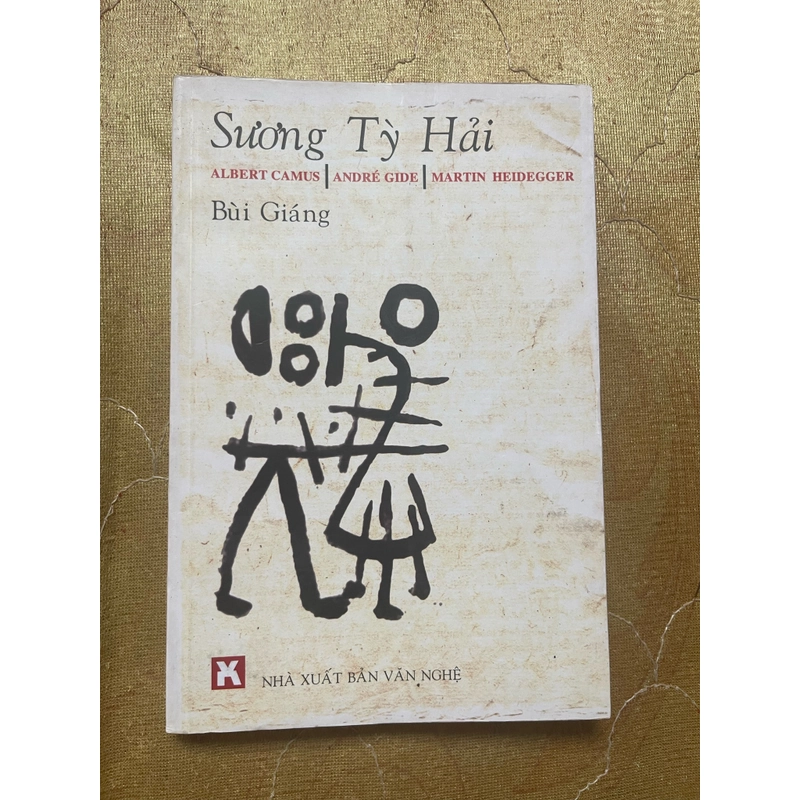 Sương Tỳ Hải
ALBERT CAMUS | ANDRÉ GIDE | MARTIN HEIDEGGER
Bùi Giáng
NHÀ XUẤT BẢN VĂN NGHỆ